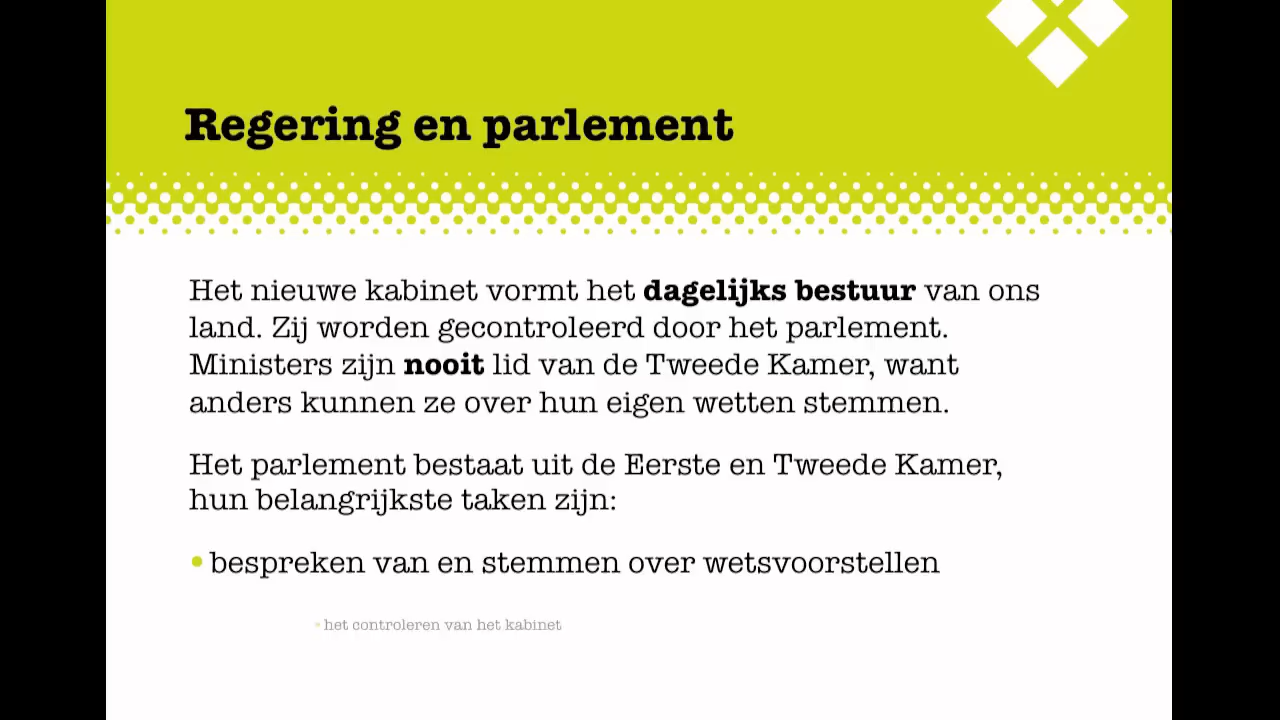 Regering en parlement
Het nieuwe kabinet vormt het dagelijks bestuur van ons
land. Zij worden gecontroleerd door het parlement.
Ministers zijn nooit lid van de Tweede Kamer, want
anders kunnen ze over hun eigen wetten stemmen.
Het parlement bestaat uit de Eerste en Tweede Kamer,
hun belangrijkste taken zijn:
• bespreken van en stemmen over wetsvoorstellen
• het controleren van het kabinet